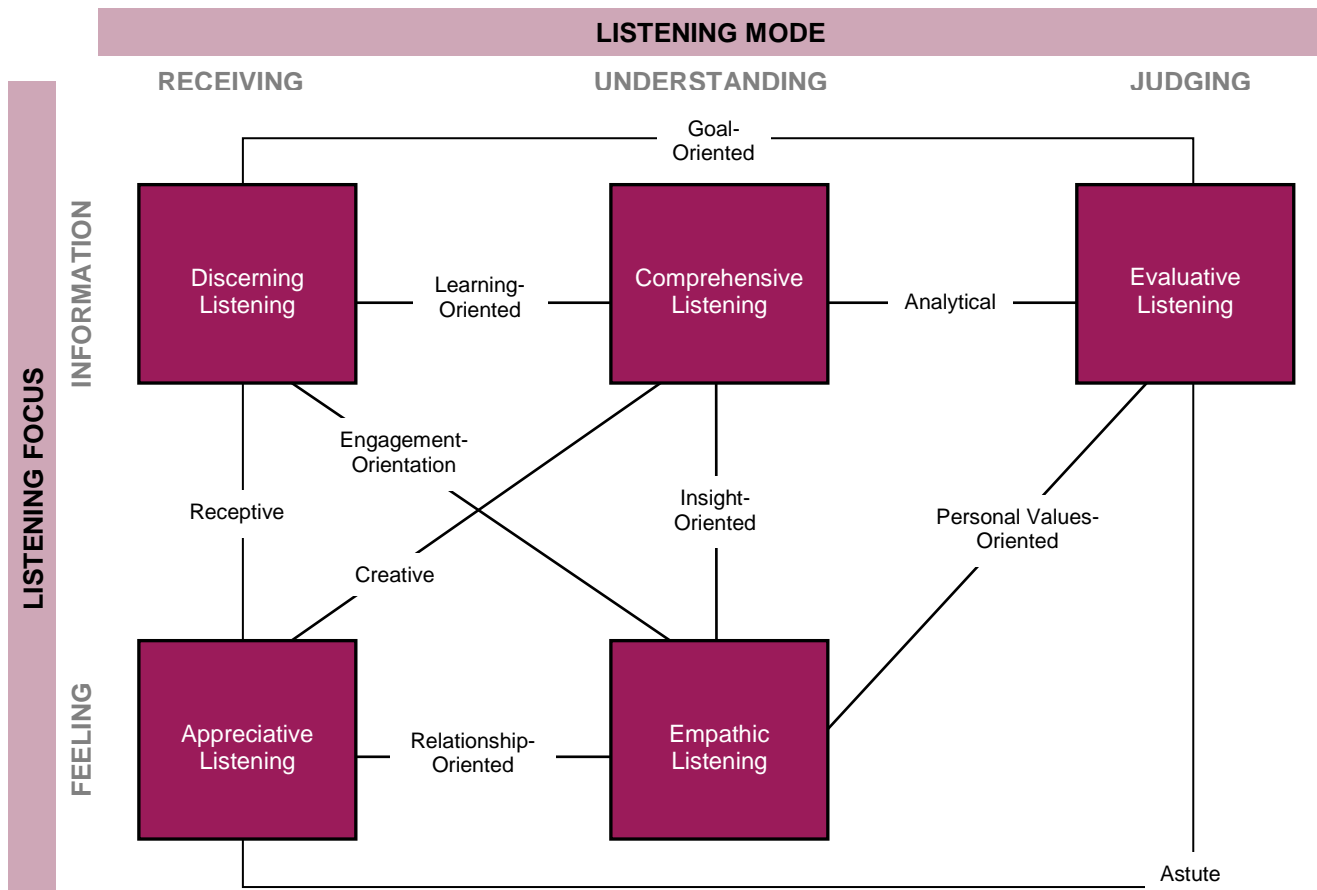 LISTENING MODE
RECEIVING
UNDERSTANDING
JUDGING
LISTENING FOCUS
INFORMATION
FEELING
Goal-
Oriented
Discerning
Listening
Learning-
Oriented
Comprehensive
Listening
Analytical
Evaluative
Listening
Engagement-
Orientation
Receptive
Insight-
Oriented
Personal Values-
Oriented
Creative
Appreciative
Listening
Relationship-
Oriented
Empathic
Listening
Astute